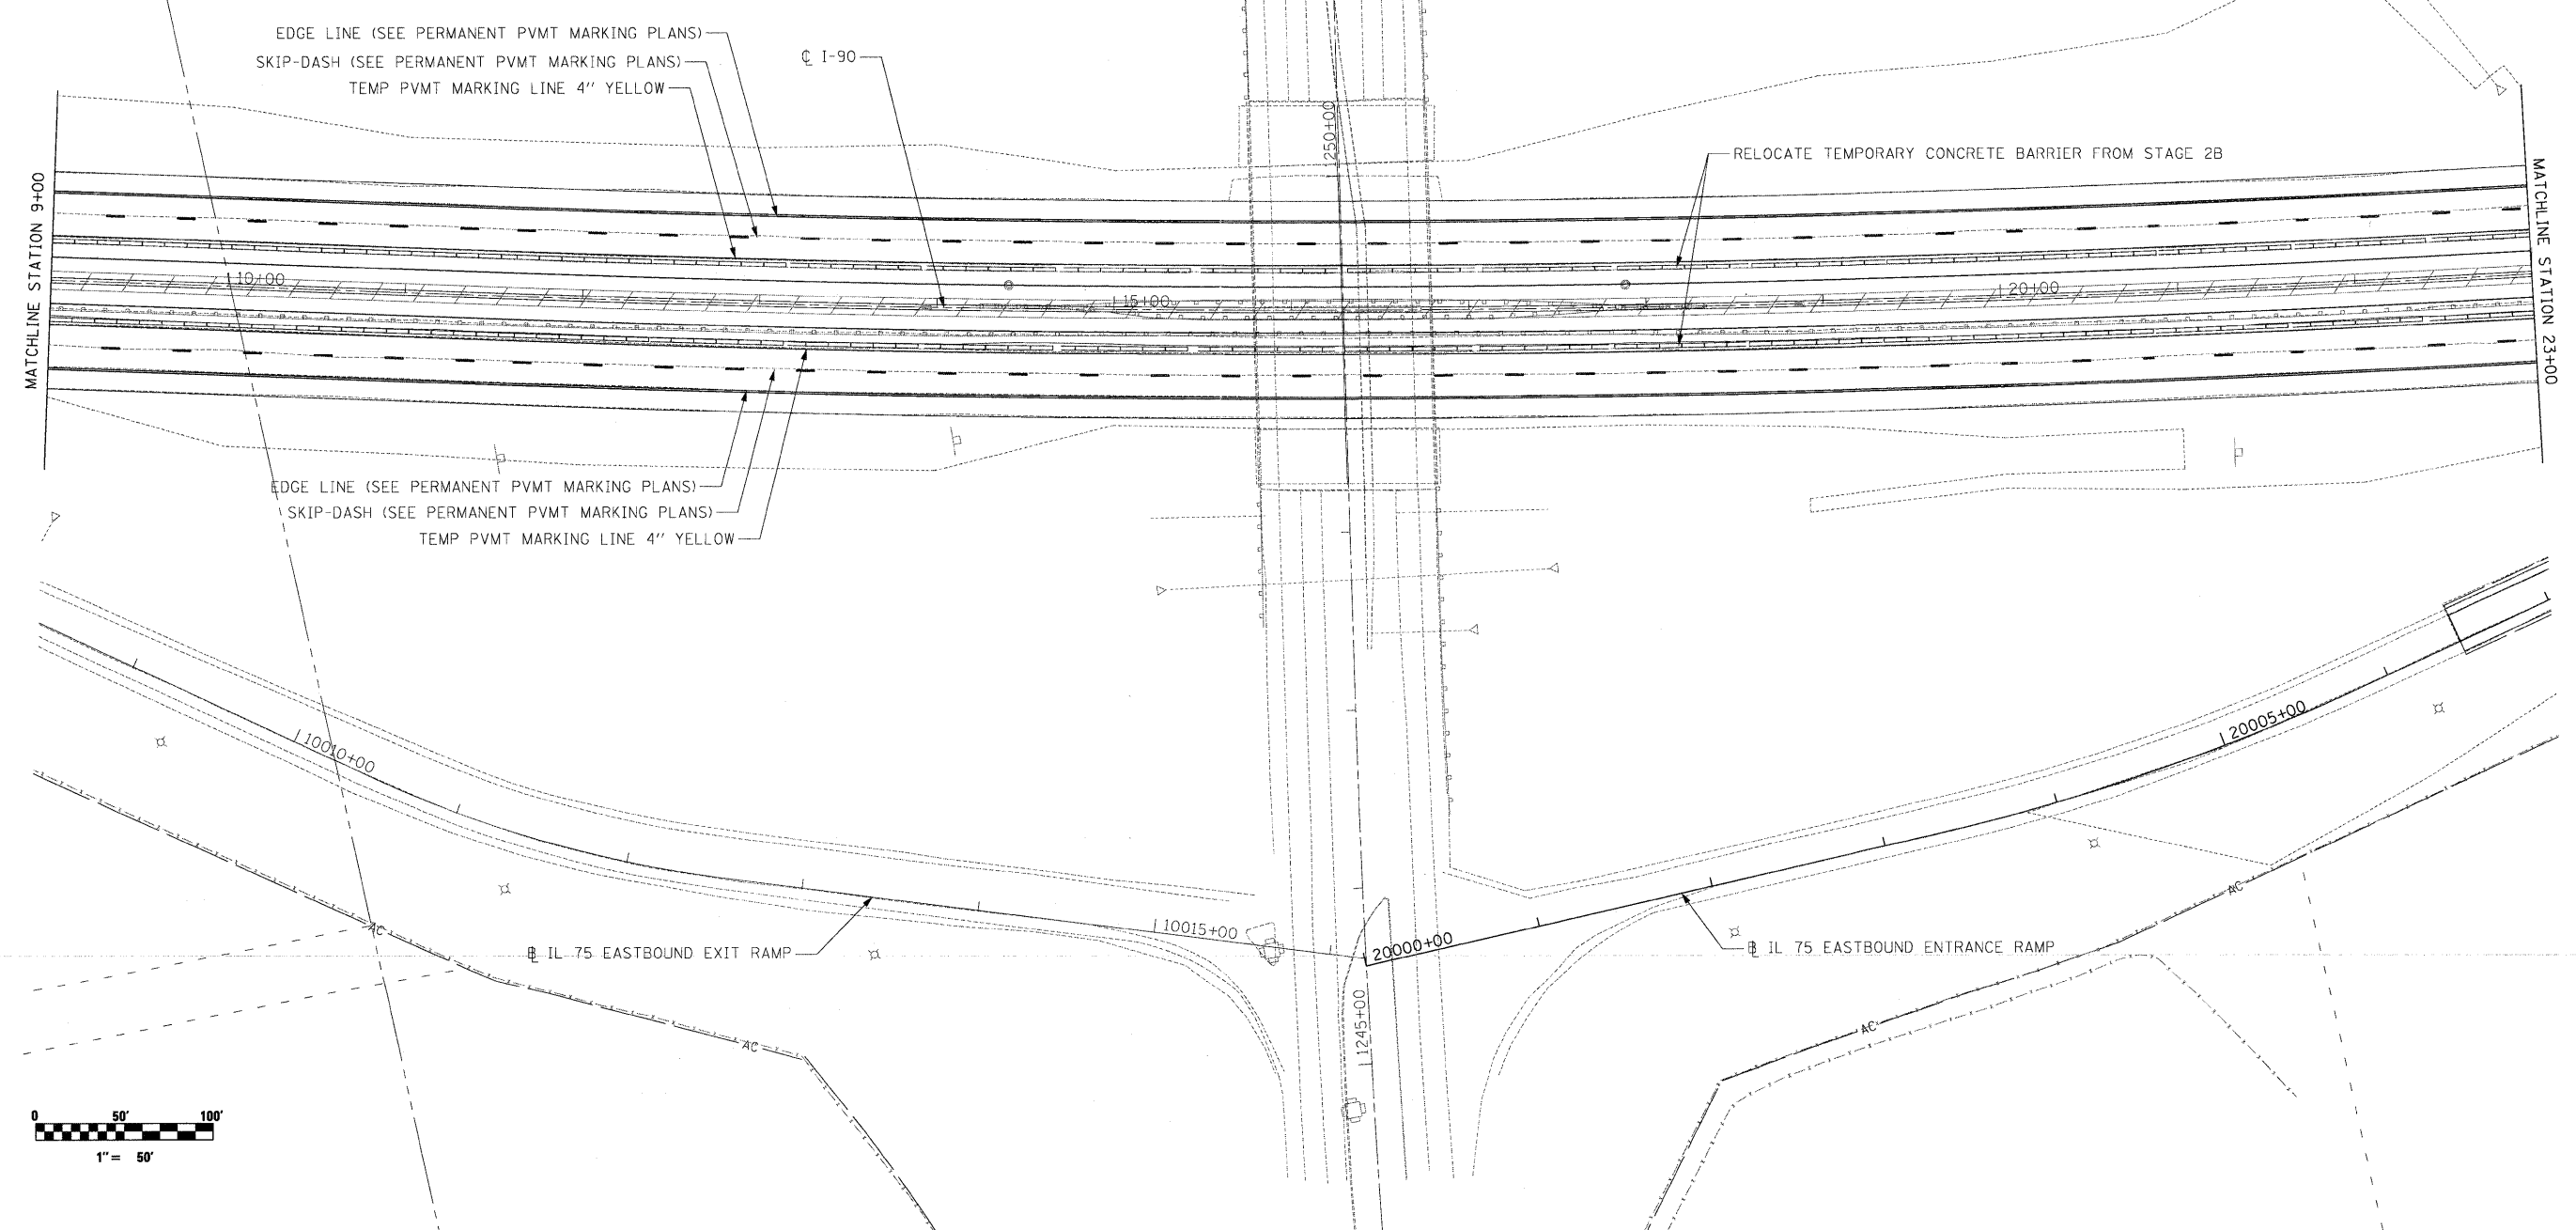 EDGE LINE (SEE PERMANENT PVMT MARKING PLANS)
SKIP-DASH (SEE PERMANENT PVMT MARKING PLANS)
TEMP PVMT MARKING LINE 4" YELLOW
℄ I-90
1250+00
RELOCATE TEMPORARY CONCRETE BARRIER FROM STAGE 2B
MATCHLINE STATION 9+00
MATCHLINE STATION 23+00
10+00
15+00
20+00
EDGE LINE (SEE PERMANENT PVMT MARKING PLANS)
SKIP-DASH (SEE PERMANENT PVMT MARKING PLANS)
TEMP PVMT MARKING LINE 4" YELLOW
10010+00
20005+00
AC
AC
10015+00
20000+00
℄ IL 75 EASTBOUND EXIT RAMP
℄ IL 75 EASTBOUND ENTRANCE RAMP
1245+00
AC
AC
0 50' 100'
1" = 50'